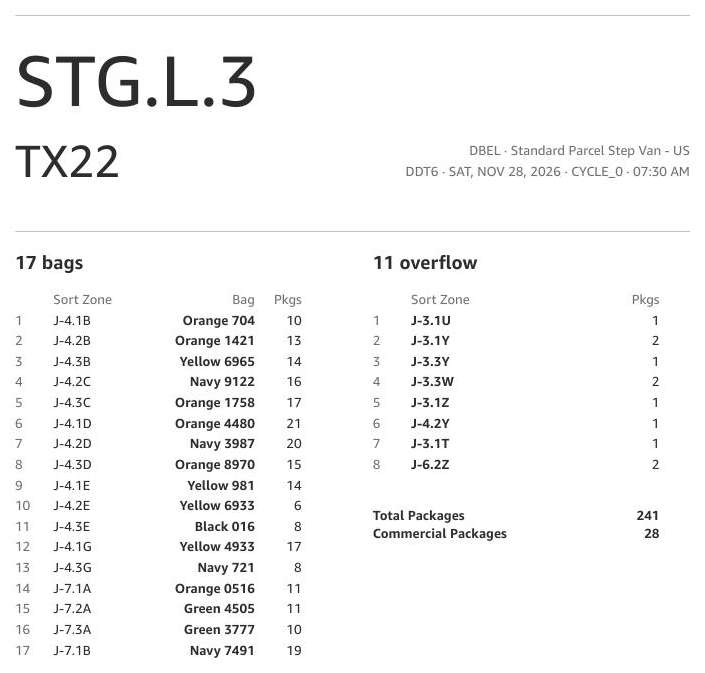 STG.L.3
TX22
DBEL · Standard Parcel Step Van - US
DDT6 · SAT, NOV 28, 2026 · CYCLE_0 · 07:30 AM
17 bags
Sort Zone Bag Pkgs
1 J-4.1B Orange 704 10
2 J-4.2B Orange 1421 13
3 J-4.3B Yellow 6965 14
4 J-4.2C Navy 9122 16
5 J-4.3C Orange 1758 17
6 J-4.1D Orange 4480 21
7 J-4.2D Navy 3987 20
8 J-4.3D Orange 8970 15
9 J-4.1E Yellow 981 14
10 J-4.2E Yellow 6933 6
11 J-4.3E Black 016 8
12 J-4.1G Yellow 4933 17
13 J-4.3G Navy 721 8
14 J-7.1A Orange 0516 11
15 J-7.2A Green 4505 11
16 J-7.3A Green 3777 10
17 J-7.1B Navy 7491 19
11 overflow
Sort Zone Pkgs
1 J-3.1U 1
2 J-3.1Y 2
3 J-3.3Y 1
4 J-3.3W 2
5 J-3.1Z 1
6 J-4.2Y 1
7 J-3.1T 1
8 J-6.2Z 2
Total Packages 241
Commercial Packages 28